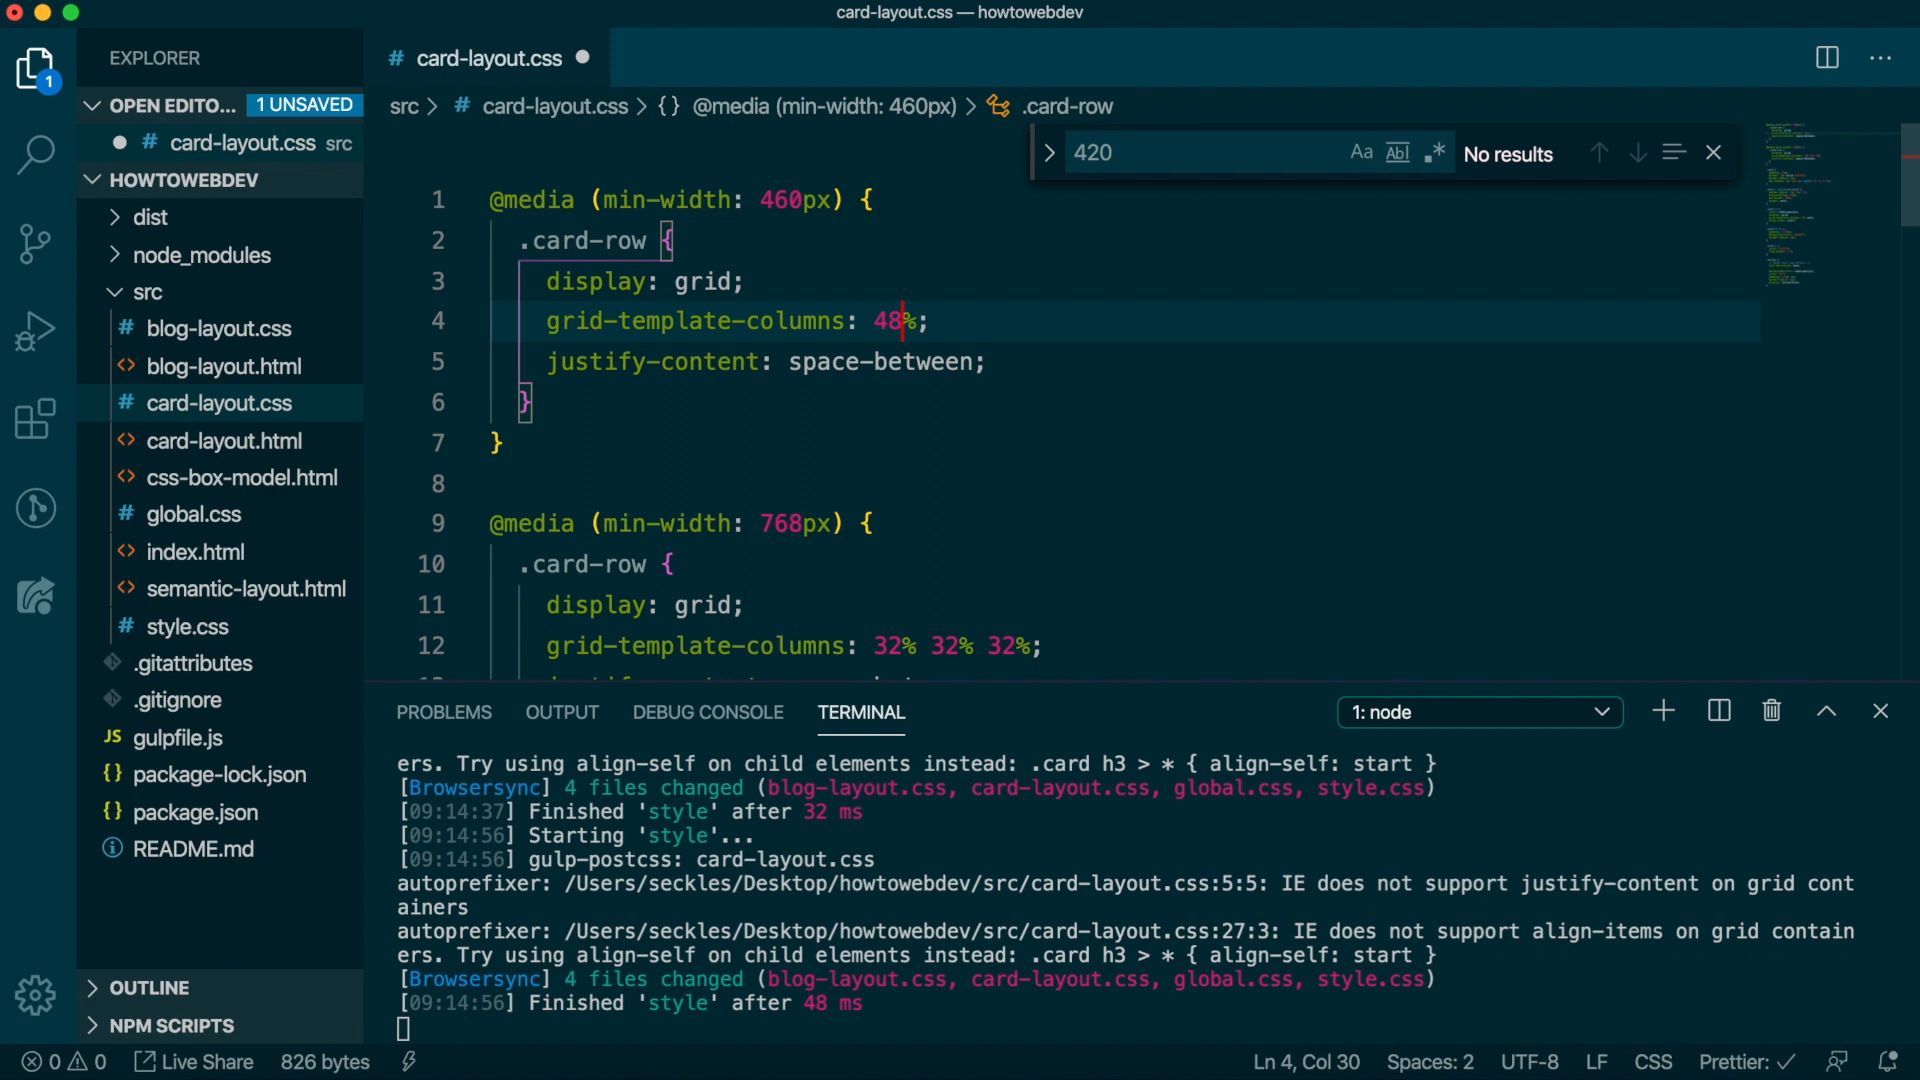 card-layout.css — howtowebdev
1
EXPLORER
OPEN EDITO... 1 UNSAVED
# card-layout.css src
HOWTOWEBDEV
dist
node_modules
src
# blog-layout.css
<> blog-layout.html
# card-layout.css
<> card-layout.html
<> css-box-model.html
# global.css
<> index.html
<> semantic-layout.html
# style.css
.gitattributes
.gitignore
JS gulpfile.js
{} package-lock.json
{} package.json
README.md
OUTLINE
NPM SCRIPTS
# card-layout.css
src > # card-layout.css > {} @media (min-width: 460px) > .card-row
420 Aa Abl .* No results
1 @media (min-width: 460px) {
2 .card-row {
3 display: grid;
4 grid-template-columns: 48%;
5 justify-content: space-between;
6 }
7 }
8
9 @media (min-width: 768px) {
10 .card-row {
11 display: grid;
12 grid-template-columns: 32% 32% 32%;
PROBLEMS OUTPUT DEBUG CONSOLE TERMINAL 1: node
ers. Try using align-self on child elements instead: .card h3 > * { align-self: start }
[Browsersync] 4 files changed (blog-layout.css, card-layout.css, global.css, style.css)
[09:14:37] Finished 'style' after 32 ms
[09:14:56] Starting 'style'...
[09:14:56] gulp-postcss: card-layout.css
autoprefixer: /Users/seckles/Desktop/howtowebdev/src/card-layout.css:5:5: IE does not support justify-content on grid cont
ainers
autoprefixer: /Users/seckles/Desktop/howtowebdev/src/card-layout.css:27:3: IE does not support align-items on grid contain
ers. Try using align-self on child elements instead: .card h3 > * { align-self: start }
[Browsersync] 4 files changed (blog-layout.css, card-layout.css, global.css, style.css)
[09:14:56] Finished 'style' after 48 ms
0 0 Live Share 826 bytes Ln 4, Col 30 Spaces: 2 UTF-8 LF CSS Prettier: ✓